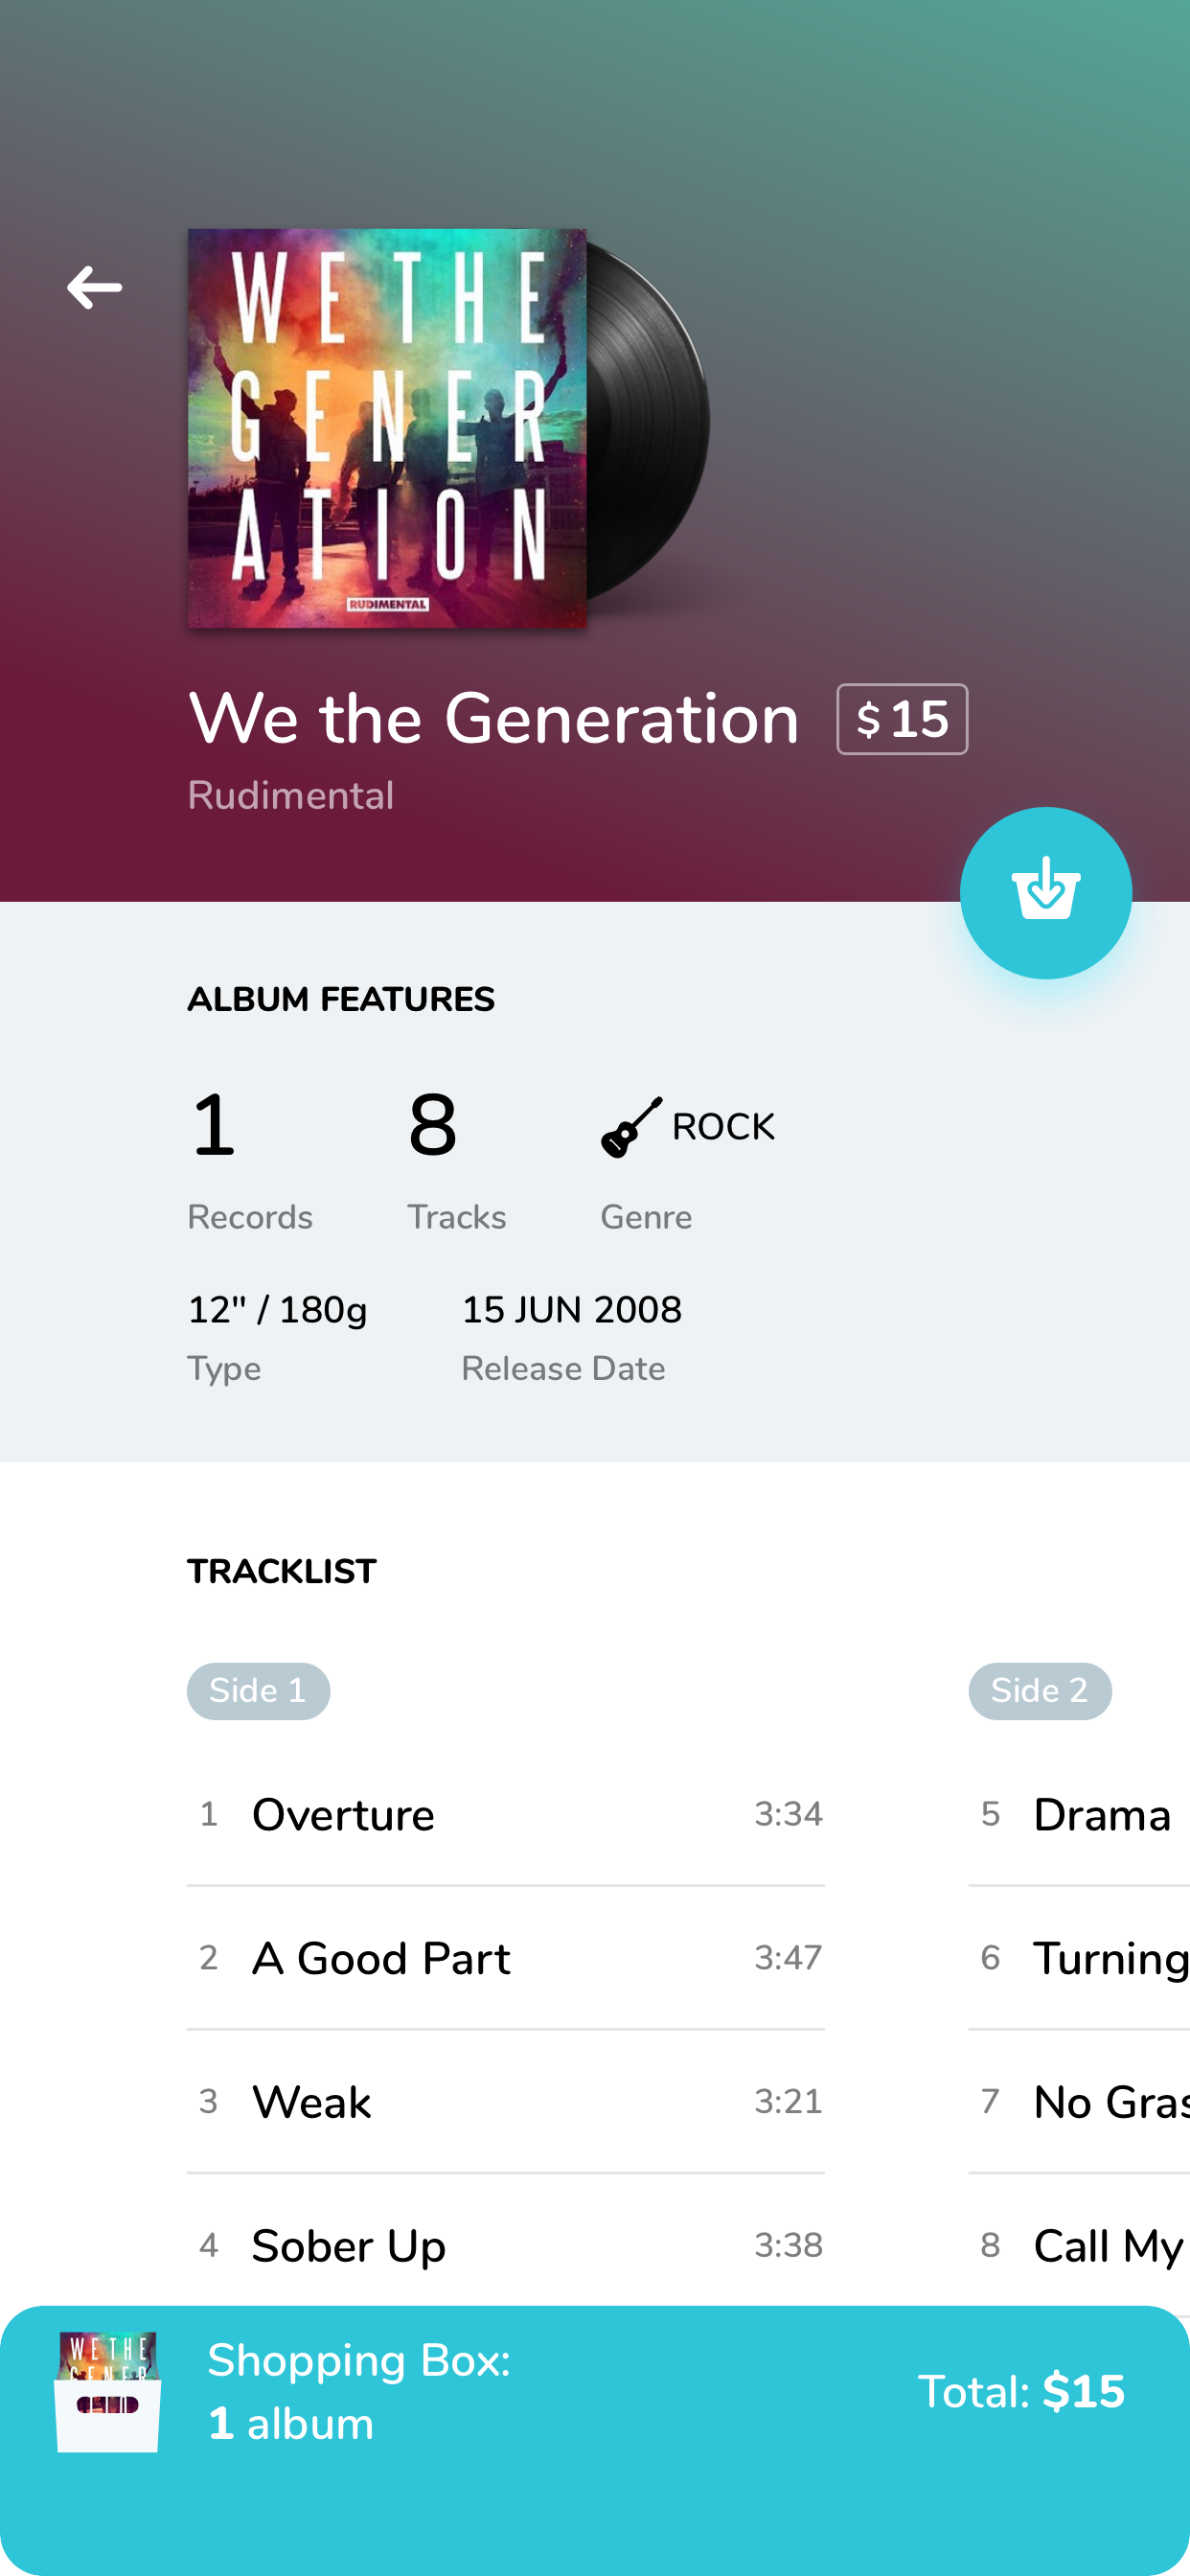 WE THE
GENER
ATION
RUDIMENTAL
We the Generation
$ 15
Rudimental
ALBUM FEATURES
1
8
ROCK
Records
Tracks
Genre
12" / 180g
15 JUN 2008
Type
Release Date
TRACKLIST
Side 1
Side 2
1 Overture 3:34
5 Drama
2 A Good Part 3:47
6 Turning
3 Weak 3:21
7 No
4 Sober Up 3:38
8 Call My
WE THE
Shopping Box:
1 album
Total: $15